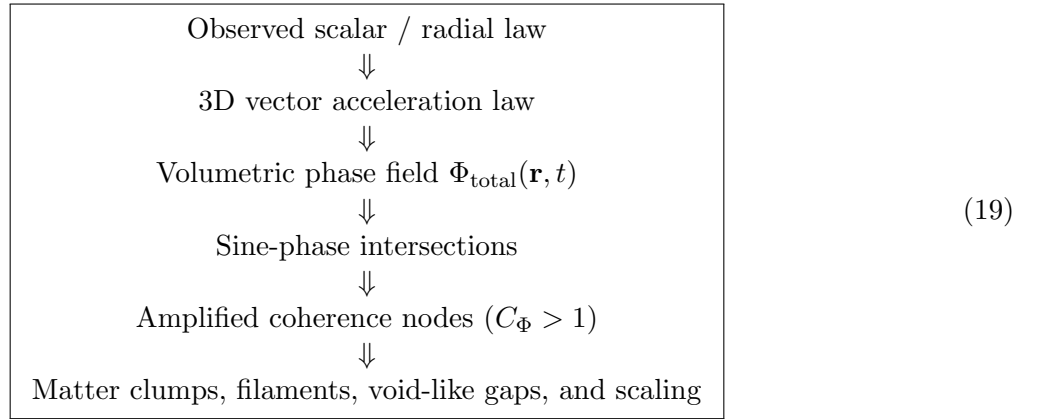 Observed scalar / radial law
⇓
3D vector acceleration law
⇓
Volumetric phase field Φ_total(r, t)
⇓
Sine-phase intersections
⇓
Amplified coherence nodes (C_Φ > 1)
⇓
Matter clumps, filaments, void-like gaps, and scaling
(19)